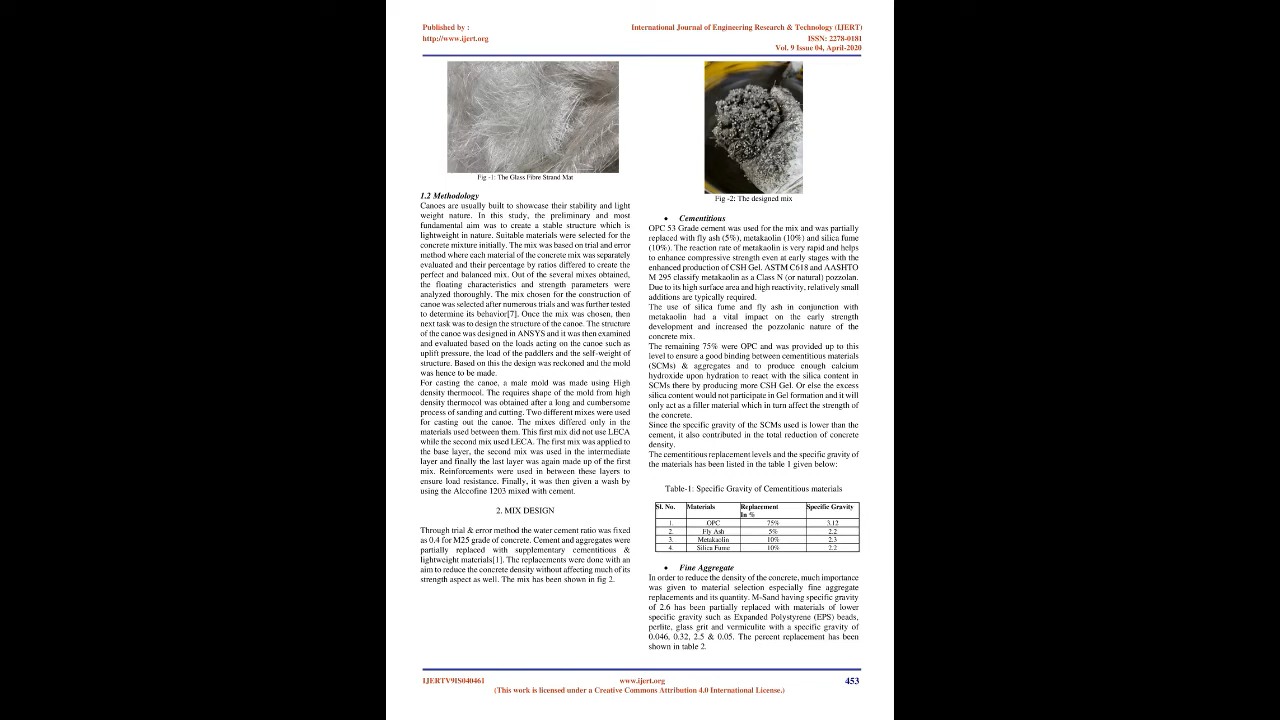 Published by :
http://www.ijert.org
International Journal of Engineering Research & Technology (IJERT)
ISSN: 2278-0181
Vol. 9 Issue 04, April-2020
Fig -1: The Glass Fibre Strand Mat
1.2 Methodology
Canoes are usually built to showcase their stability and light
weight nature. In this study, the preliminary and most
fundamental aim was to create a stable structure which is
lightweight in nature. Suitable materials were selected for the
concrete mixture initially. The mix was based on trial and error
method where each material of the concrete mix was separately
evaluated and their percentage by ratios differed to create the
perfect and balanced mix. Out of the several mixes obtained,
the floating characteristics and strength parameters were
analyzed thoroughly. The mix chosen for the construction of
canoe was selected after numerous trials and was further tested
to determine its behavior[7]. Once the mix was chosen, then
next task was to design the structure of the canoe. The structure
of the canoe was designed in ANSYS and it was then examined
and evaluated based on the loads acting on the canoe such as
uplift pressure, the load of the paddlers and the self-weight of
structure. Based on this the design was reckoned and the mold
was hence to be made.
For casting the canoe, a male mold was made using High
density thermocol. The requires shape of the mold from high
density thermocol was obtained after a long and cumbersome
process of sanding and cutting. Two different mixes were used
for casting out the canoe. The mixes differed only in the
materials used between them. This first mix did not use LECA
while the second mix used LECA. The first mix was applied to
the base layer, the second mix was used in the intermediate
layer and finally the last layer was again made up of the first
mix. Reinforcements were used in between these layers to
ensure load resistance. Finally, it was then given a wash by
using the Alccofine 1203 mixed with cement.
2. MIX DESIGN
Through trial & error method the water cement ratio was fixed
as 0.4 for M25 grade of concrete. Cement and aggregates were
partially replaced with supplementary cementitious &
lightweight materials[1]. The replacements were done with an
aim to reduce the concrete density without affecting much of its
strength aspect as well. The mix has been shown in fig 2.
Fig -2: The designed mix
• Cementitious
OPC 53 Grade cement was used for the mix and was partially
replaced with fly ash (5%), metakaolin (10%) and silica fume
(10%). The reaction rate of metakaolin is very rapid and helps
to enhance compressive strength even at early stages with the
enhanced production of CSH Gel. ASTM C618 and AASHTO
M 295 classify metakaolin as a Class N (or natural) pozzolan.
Due to its high surface area and high reactivity, relatively small
additions are typically required.
The use of silica fume and fly ash in conjunction with
metakaolin had a vital impact on the early strength
development and increased the pozzolanic nature of the
concrete mix.
The remaining 75% were OPC and was provided up to this
level to ensure a good binding between cementitious materials
(SCMs) & aggregates and to produce enough calcium
hydroxide upon hydration to react with the silica content in
SCMs there by producing more CSH Gel. Or else the excess
silica content would not participate in Gel formation and it will
only act as a filler material which in turn affect the strength of
the concrete.
Since the specific gravity of the SCMs used is lower than the
cement, it also contributed in the total reduction of concrete
density.
The cementitious replacement levels and the specific gravity of
the materials has been listed in the table 1 given below:
Table-1: Specific Gravity of Cementitious materials
Sl. No. Materials Replacement In % Specific Gravity
1. OPC 75% 3.12
2. Fly Ash 5% 2.2
3. Metakaolin 10% 2.3
4. Silica Fume 10% 2.2
• Fine Aggregate
In order to reduce the density of the concrete, much importance
was given to material selection especially fine aggregate
replacements and its quantity. M-Sand having specific gravity
of 2.6 has been partially replaced with materials of lower
specific gravity such as Expanded Polystyrene (EPS) beads,
perlite, glass grit and vermiculite with a specific gravity of
0.046, 0.32, 2.5 & 0.05. The percent replacement has been
shown in table 2.
IJERTV9IS040461
www.ijert.org
453
(This work is licensed under a Creative Commons Attribution 4.0 International License.)